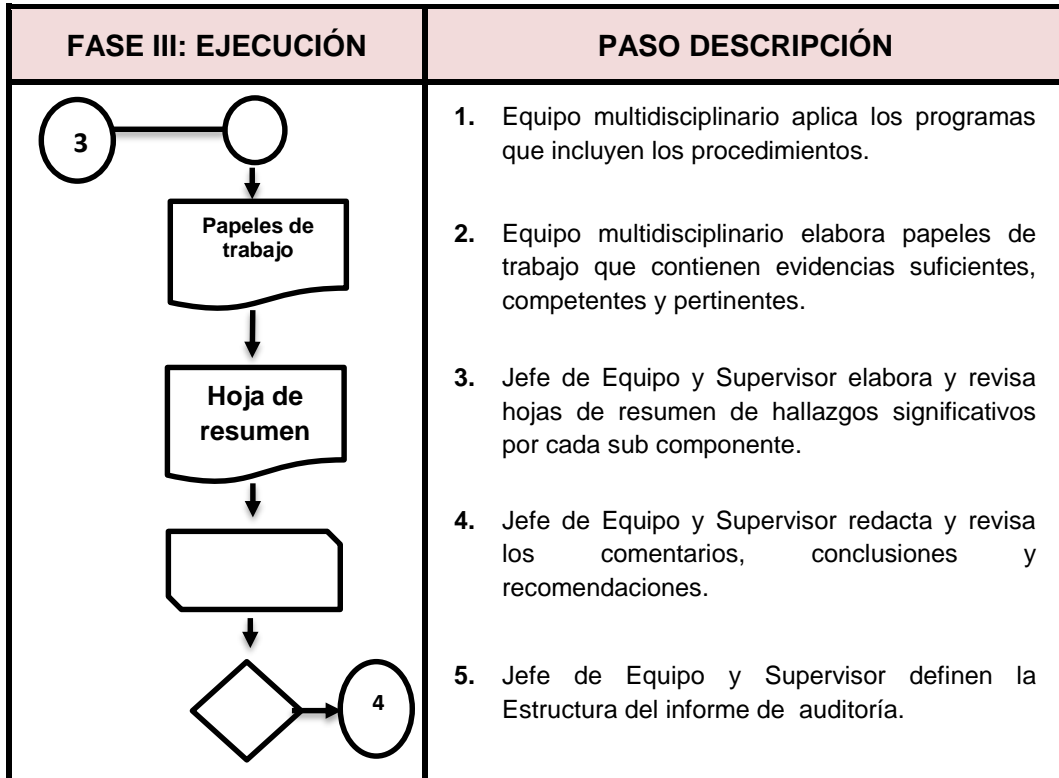 FASE III: EJECUCIÓN
PASO DESCRIPCIÓN
3
Papeles de
trabajo
Hoja de
resumen
4
1. Equipo multidisciplinario aplica los programas
que incluyen los procedimientos.
2. Equipo multidisciplinario elabora papeles de
trabajo que contienen evidencias suficientes,
competentes y pertinentes.
3. Jefe de Equipo y Supervisor elabora y revisa
hojas de resumen de hallazgos significativos
por cada sub componente.
4. Jefe de Equipo y Supervisor redacta y revisa
los comentarios, conclusiones y
recomendaciones.
5. Jefe de Equipo y Supervisor definen la
Estructura del informe de auditoría.